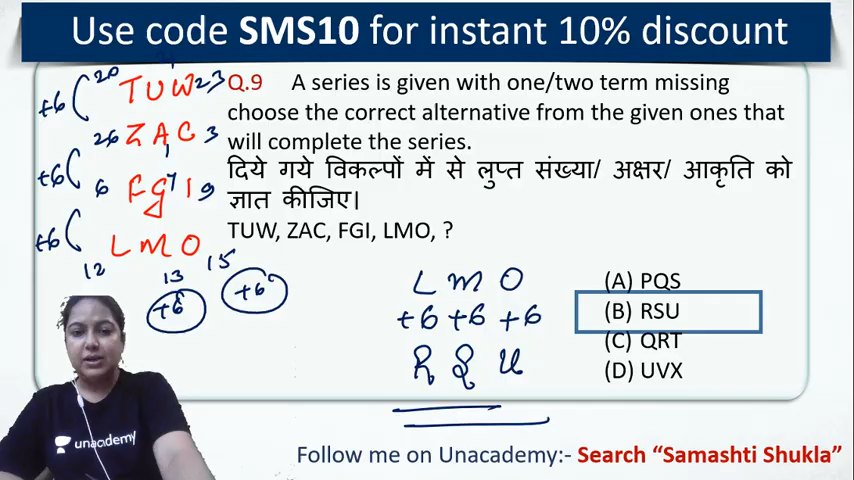 Use code SMS10 for instant 10% discount
Q.9 A series is given with one/two term missing
choose the correct alternative from the given ones that
will complete the series.
दिये गये विकल्पों में से लुप्त संख्या/ अक्षर/ आकृति को
ज्ञात कीजिए।
TUW, ZAC, FGI, LMO, ?
(A) PQS
(B) RSU
(C) QRT
(D) UVX
20 TUW 23
+6
26 ZAC 3
1
+6
6 FGI 9
7
+6
LMO
12 13 15
+6 +6
L M O
+6 +6 +6
R S U
unacademy
Follow me on Unacademy:- Search "Samashti Shukla"